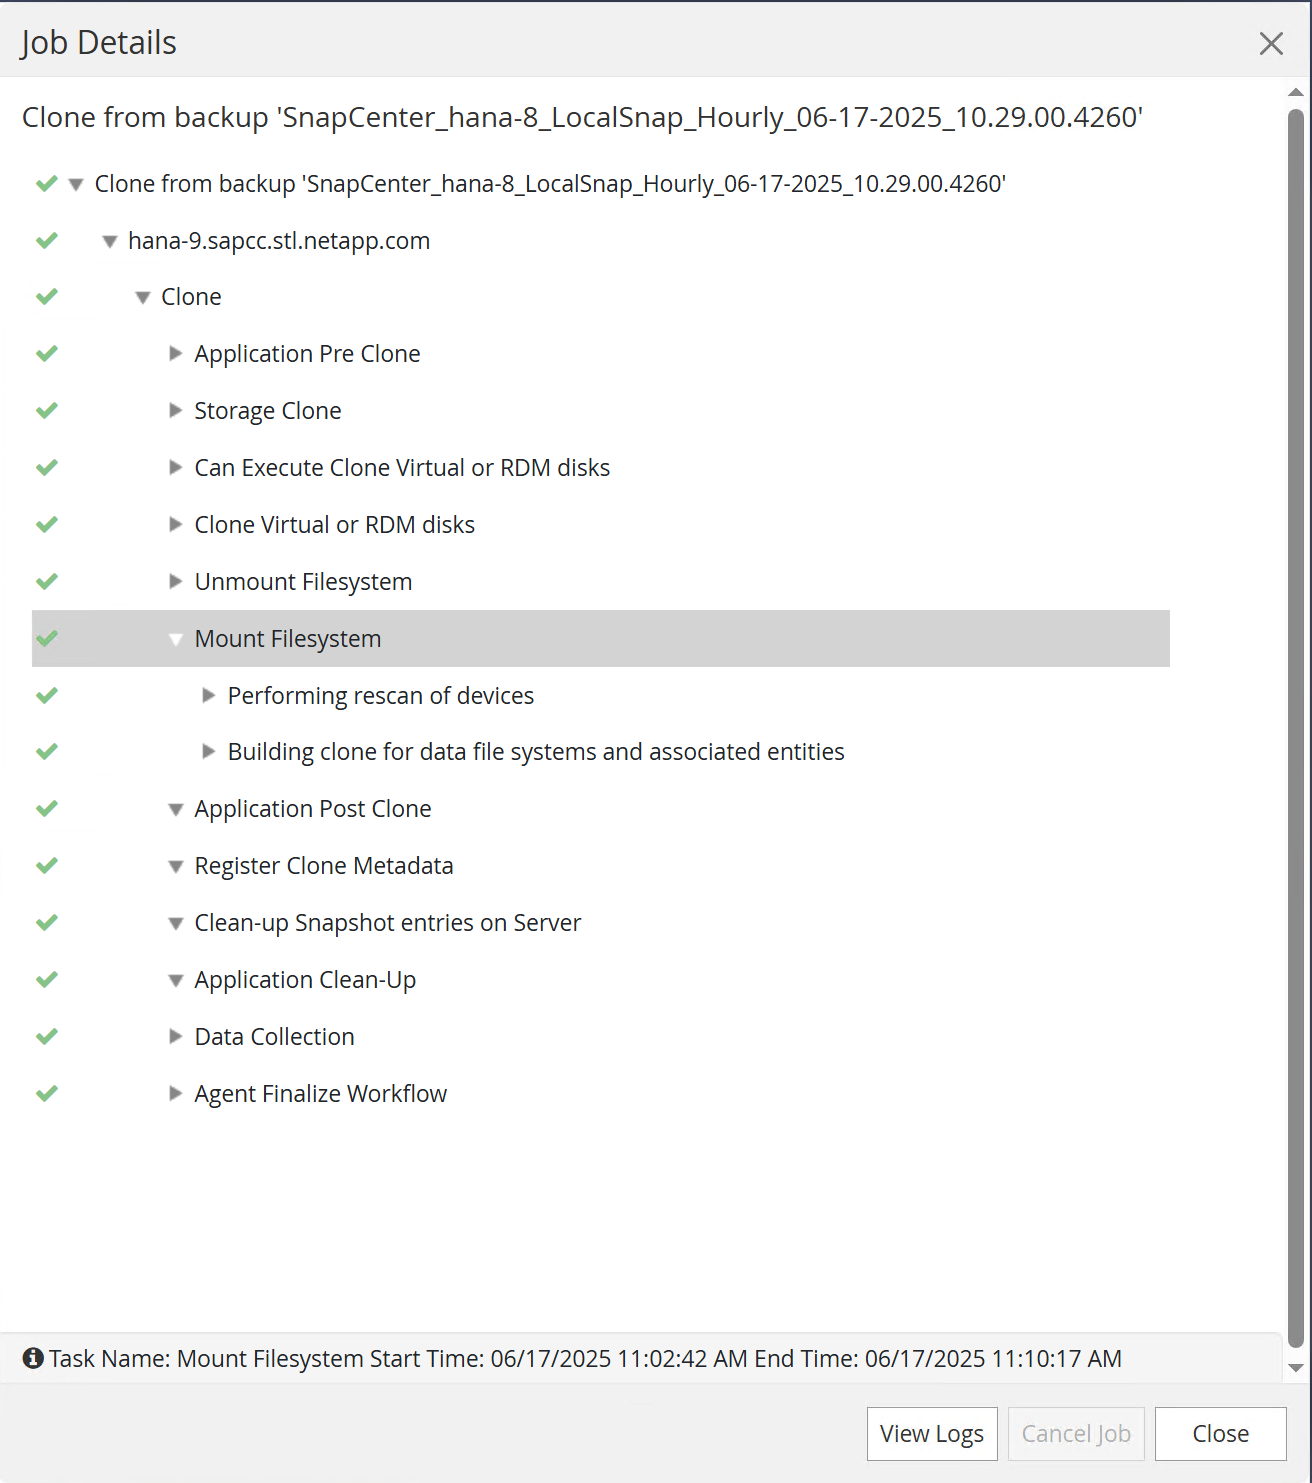 Job Details
Clone from backup 'SnapCenter_hana-8_LocalSnap_Hourly_06-17-2025_10.29.00.4260'
Clone from backup 'SnapCenter_hana-8_LocalSnap_Hourly_06-17-2025_10.29.00.4260'
hana-9.sapcc.stl.netapp.com
Clone
Application Pre Clone
Storage Clone
Can Execute Clone Virtual or RDM disks
Clone Virtual or RDM disks
Unmount Filesystem
Mount Filesystem
Performing rescan of devices
Building clone for data file systems and associated entities
Application Post Clone
Register Clone Metadata
Clean-up Snapshot entries on Server
Application Clean-Up
Data Collection
Agent Finalize Workflow
Task Name: Mount Filesystem Start Time: 06/17/2025 11:02:42 AM End Time: 06/17/2025 11:10:17 AM
View Logs Cancel Job Close